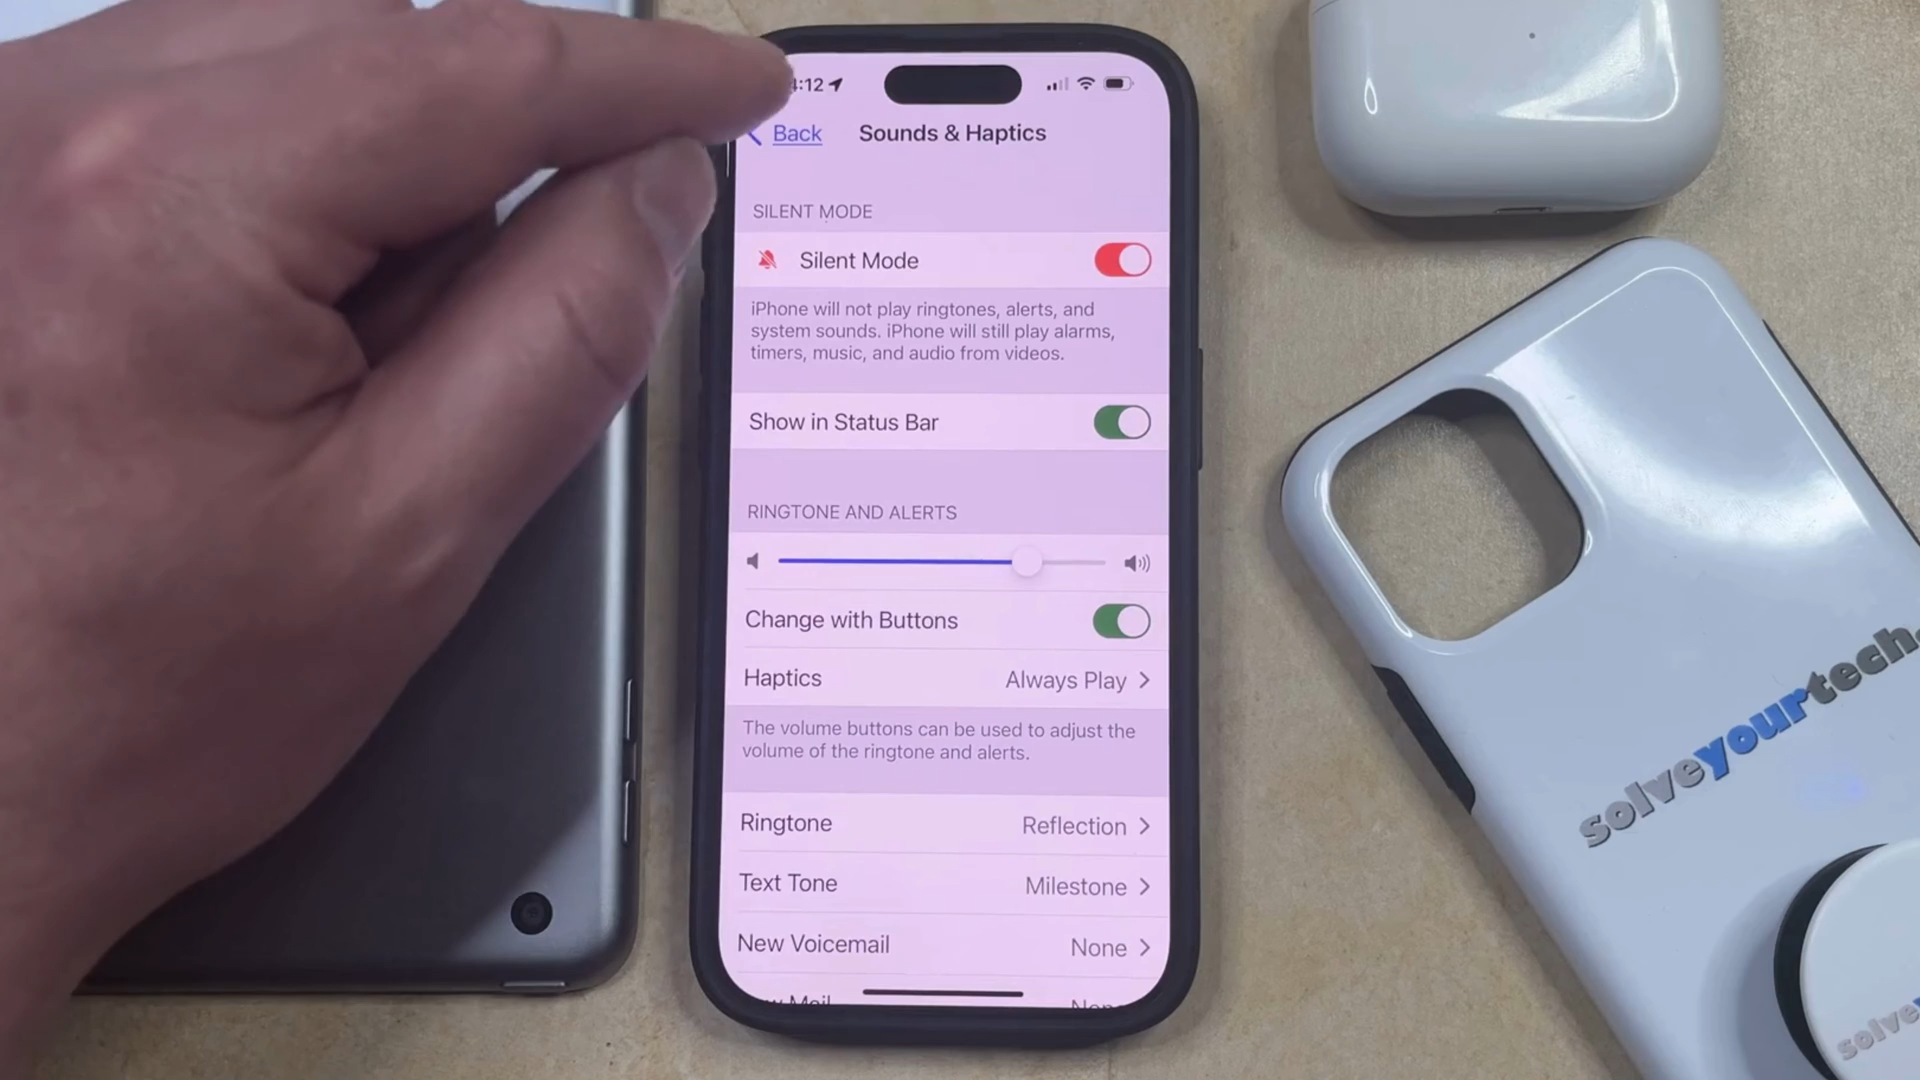 :12
Back
Sounds & Haptics
SILENT MODE
Silent Mode
iPhone will not play ringtones, alerts, and
system sounds. iPhone will still play alarms,
timers, music, and audio from videos.
Show in Status Bar
RINGTONE AND ALERTS
Change with Buttons
Haptics
Always Play
The volume buttons can be used to adjust the
volume of the ringtone and alerts.
Ringtone
Reflection
Text Tone
Milestone
New Voicemail
None
solveyourtech.
solve